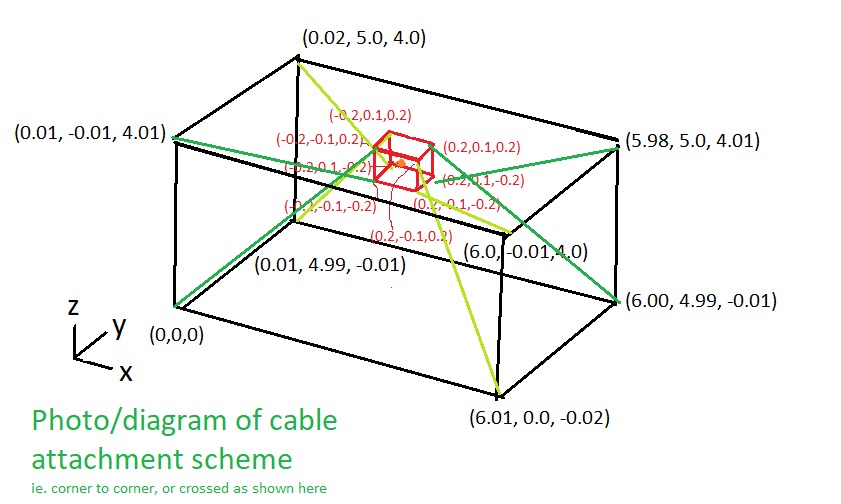 (0.02, 5.0, 4.0)
(-0.2,0.1,0.2)
(0.01, -0.01, 4.01)
(-0.2,-0.1,0.2)
(0.2,0.1,0.2)
(5.98, 5.0, 4.01)
(-0.2,0.1,-0.2)
(0.2,0.1,-0.2)
(-0.2,-0.1,-0.2)
(0.2,-0.1,-0.2)
(0.2,-0.1,0.2)
(6.0, -0.01,4.0)
(0.01, 4.99, -0.01)
(6.00, 4.99, -0.01)
z
y
(0,0,0)
x
(6.01, 0.0, -0.02)
Photo/diagram of cable
attachment scheme
ie. corner to corner, or crossed as shown here